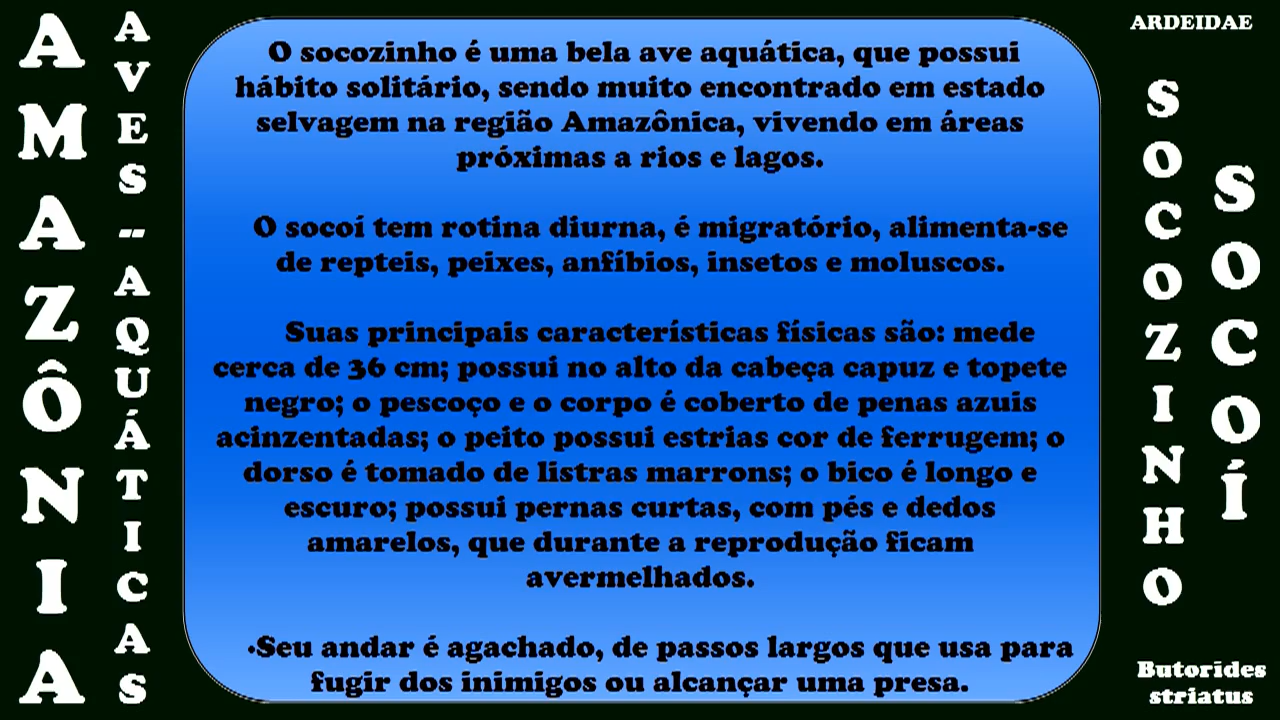 AMAZÔNIA
AVES--AQUÁTICAS
O socozinho é uma bela ave aquática, que possui
hábito solitário, sendo muito encontrado em estado
selvagem na região Amazônica, vivendo em áreas
próximas a rios e lagos.
O socoí tem rotina diurna, é migratório, alimenta-se
de repteis, peixes, anfíbios, insetos e moluscos.
Suas principais características físicas são: mede
cerca de 36 cm; possui no alto da cabeça capuz e topete
negro; o pescoço e o corpo é coberto de penas azuis
acinzentadas; o peito possui estrias cor de ferrugem; o
dorso é tomado de listras marrons; o bico é longo e
escuro; possui pernas curtas, com pés e dedos
amarelos, que durante a reprodução ficam
avermelhados.
•Seu andar é agachado, de passos largos que usa para
fugir dos inimigos ou alcançar uma presa.
ARDEIDAE
SOCOZINHO
SOCOÍ
Butorides
striatus